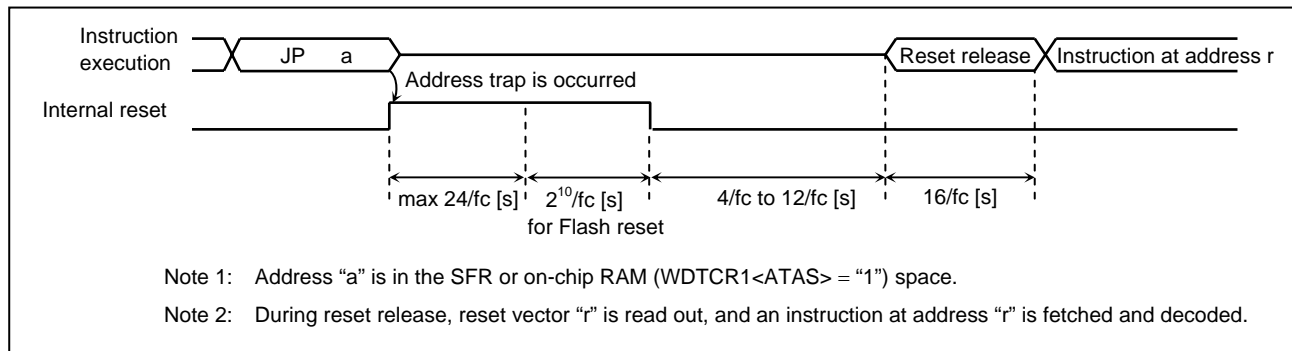 Instruction execution
JP a
Reset release
Instruction at address r
Address trap is occurred
Internal reset
max 24/fc [s]
2^10/fc [s]
for Flash reset
4/fc to 12/fc [s]
16/fc [s]
Note 1: Address “a” is in the SFR or on-chip RAM (WDTCR1<ATAS> = “1”) space.
Note 2: During reset release, reset vector “r” is read out, and an instruction at address “r” is fetched and decoded.